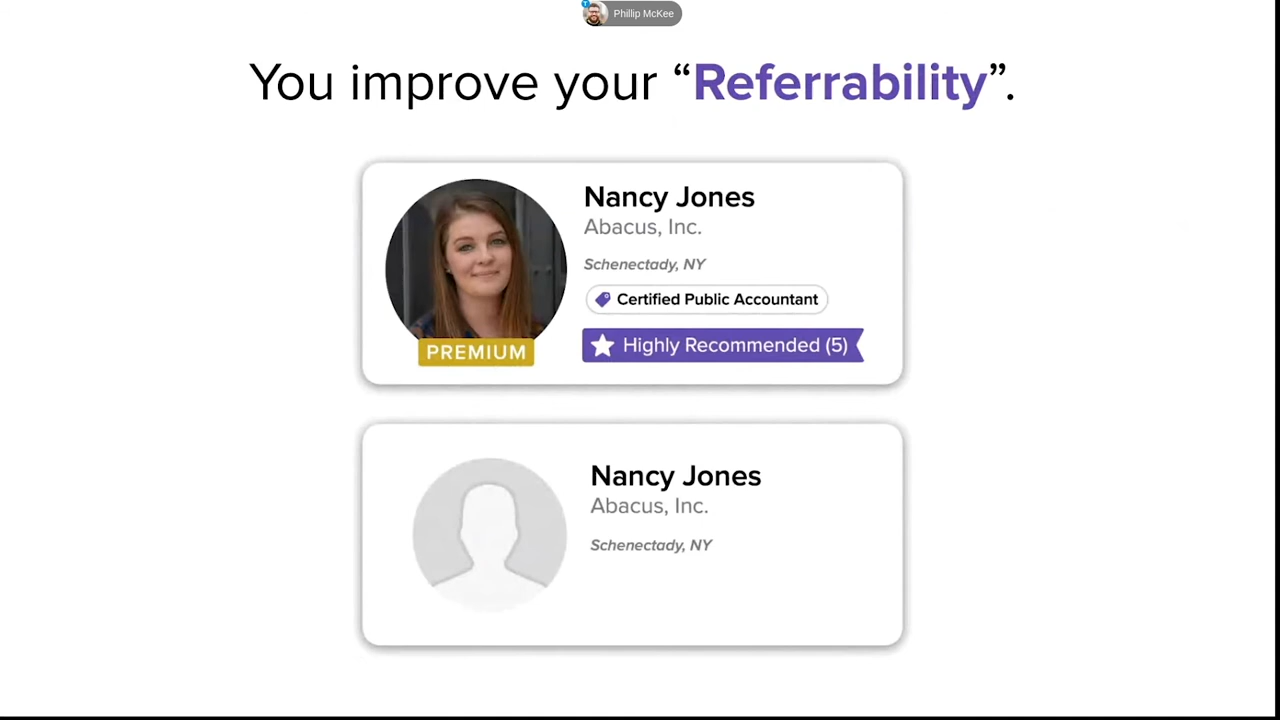 Phillip McKee
You improve your “Referrability”.
Nancy Jones
Abacus, Inc.
Schenectady, NY
Certified Public Accountant
PREMIUM
Highly Recommended (5)
Nancy Jones
Abacus, Inc.
Schenectady, NY